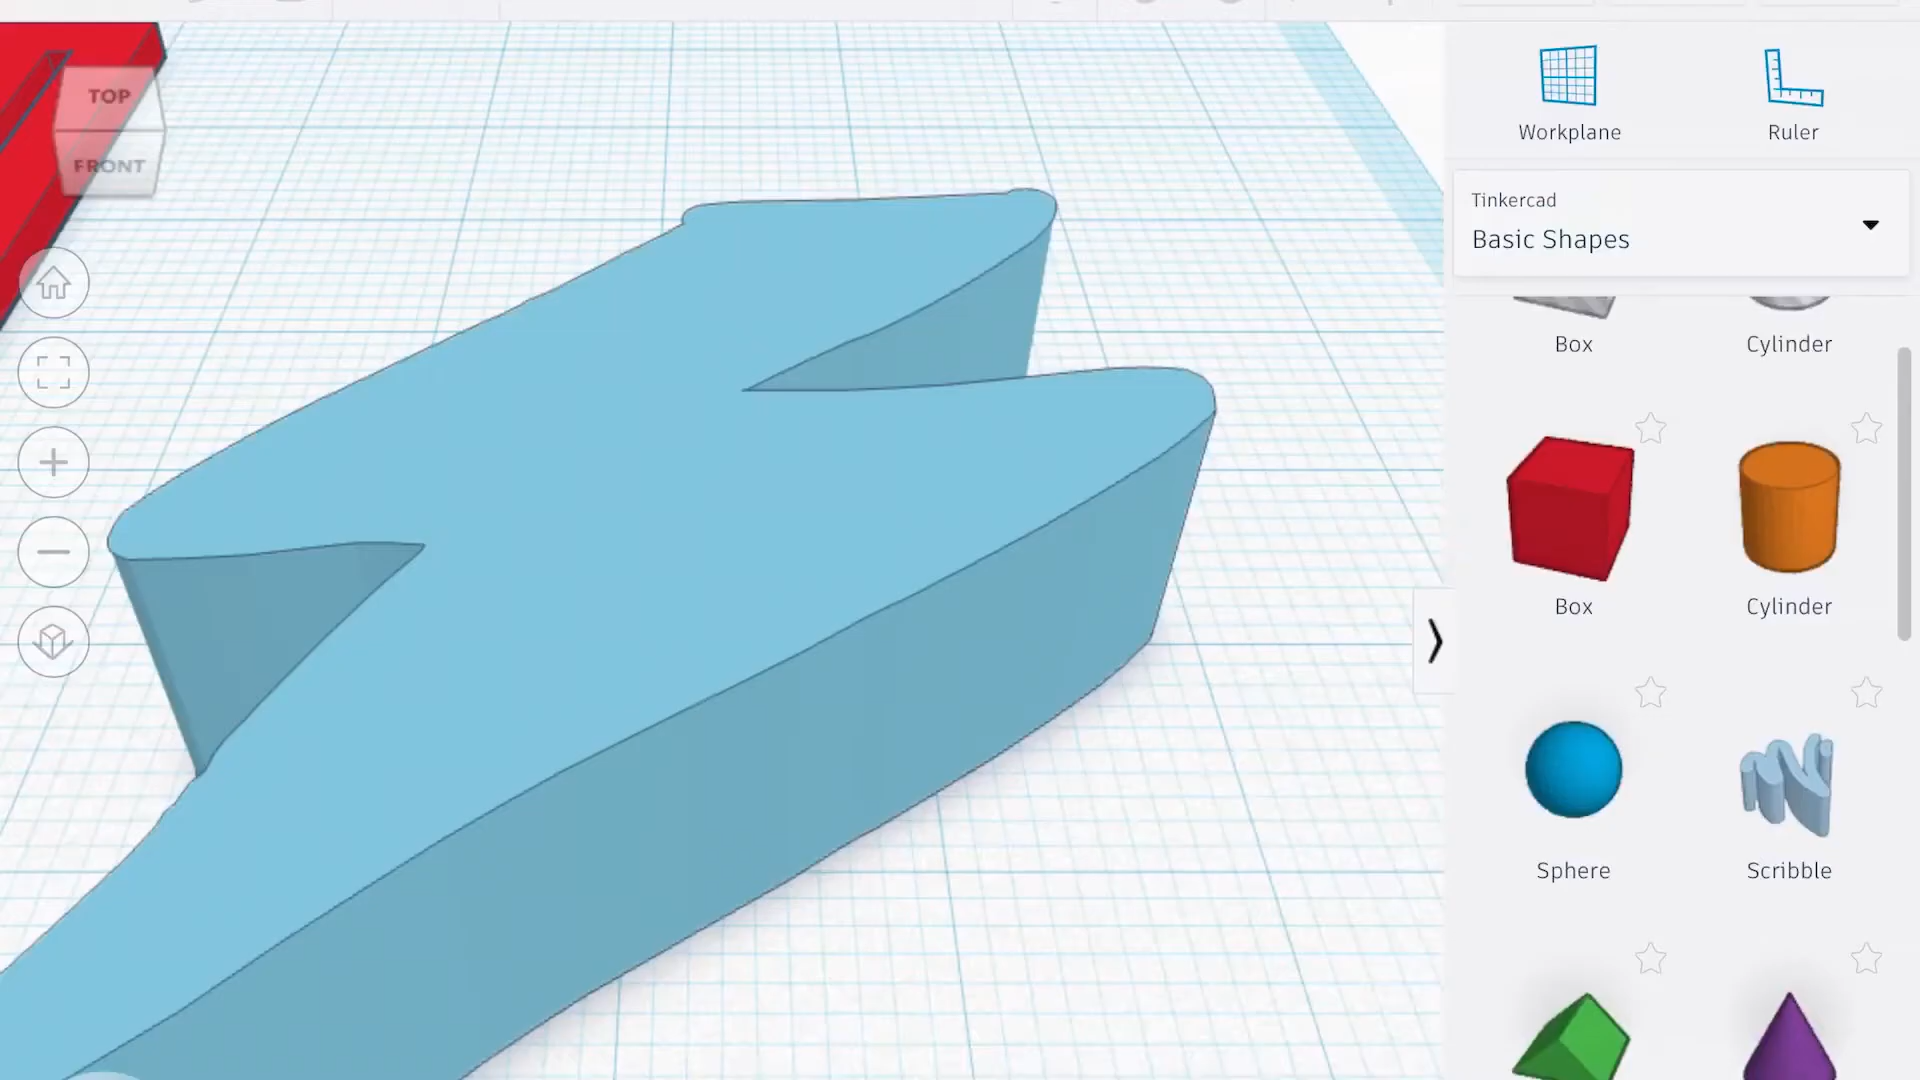 TOP
FRONT
Workplane
Ruler
Tinkercad
Basic Shapes
Box
Cylinder
Box
Cylinder
Sphere
Scribble